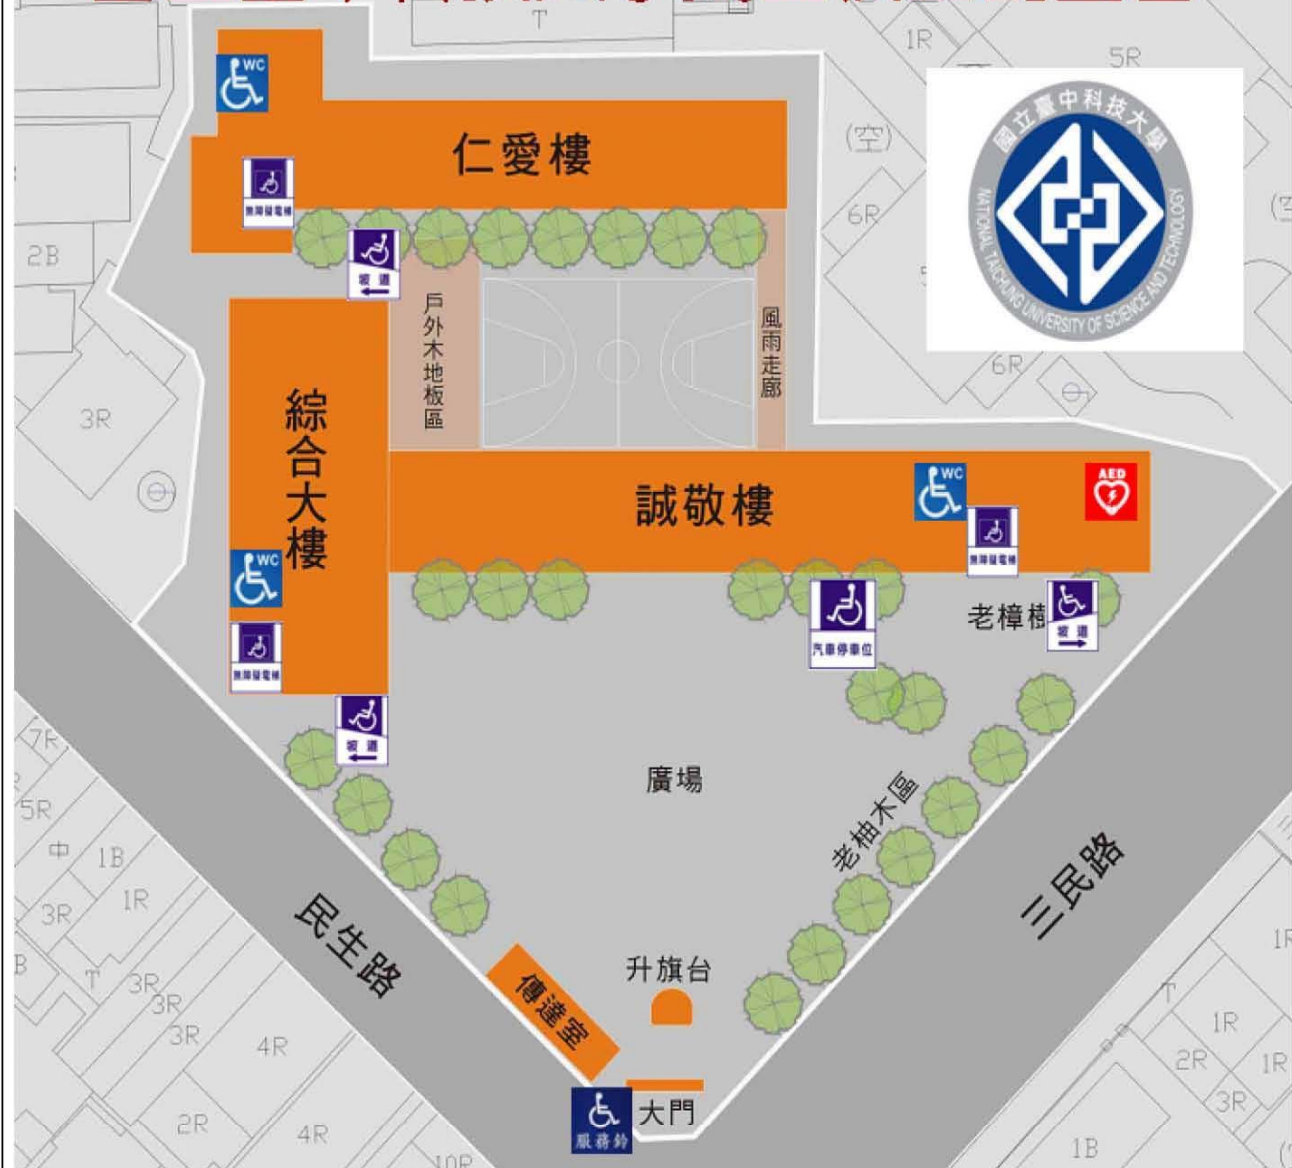 T
1R
5R
WC
仁愛樓
(空)
國立臺中科技大學
NATIONAL TAICHUNG UNIVERSITY OF SCIENCE AND TECHNOLOGY
無障礙電梯
6R
2B
坡道
戶外木地板區
風雨走廊
6R
3R
綜合大樓
誠敬樓
WC
AED
無障礙電梯
WC
老樟樹
坡道
汽車停車位
無障礙電梯
坡道
7R
廣場
5R
老柚木區
中
1B
三民路
1R
3R
民生路
升旗台
B
T
3R
傳達室
3R
T
3R
4R
1R
1R
2R
1R
大門
服務鈴
3R
2R
4R
1B
10R